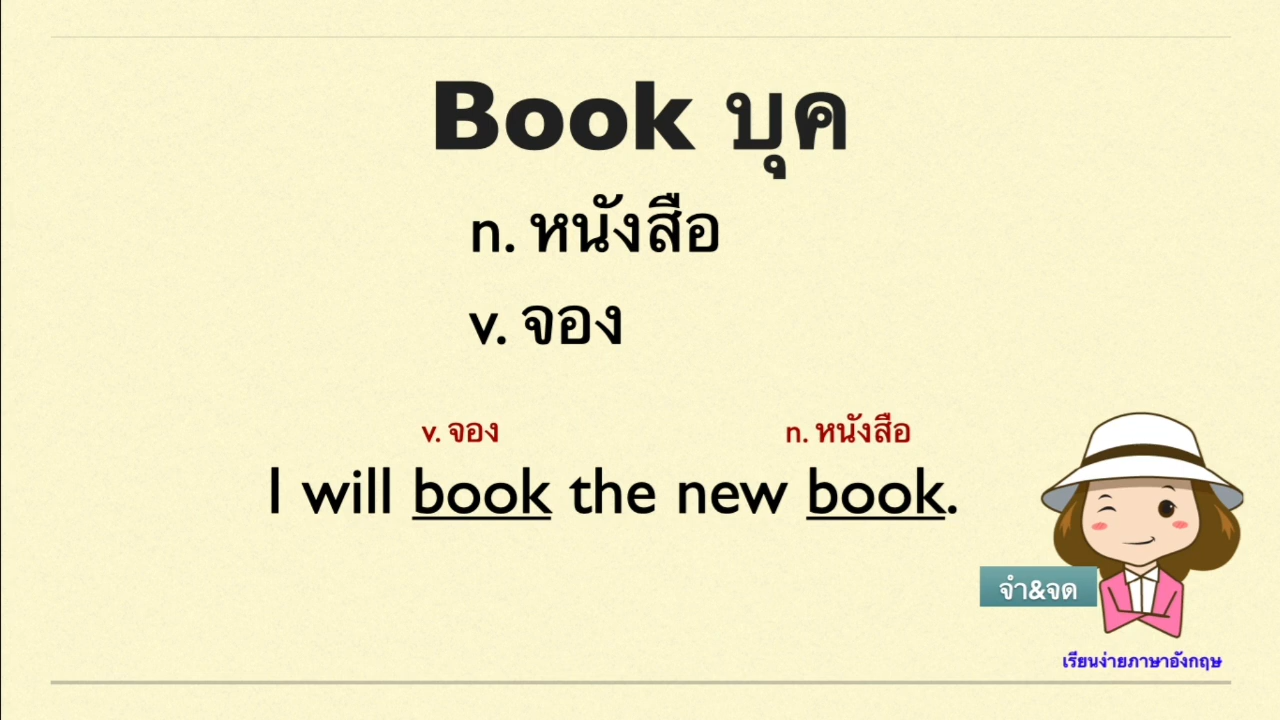 Book บุค
n. หนังสือ
v. จอง
v. จอง n. หนังสือ
I will book the new book.
จำ&จด
เรียนง่ายภาษาอังกฤษ